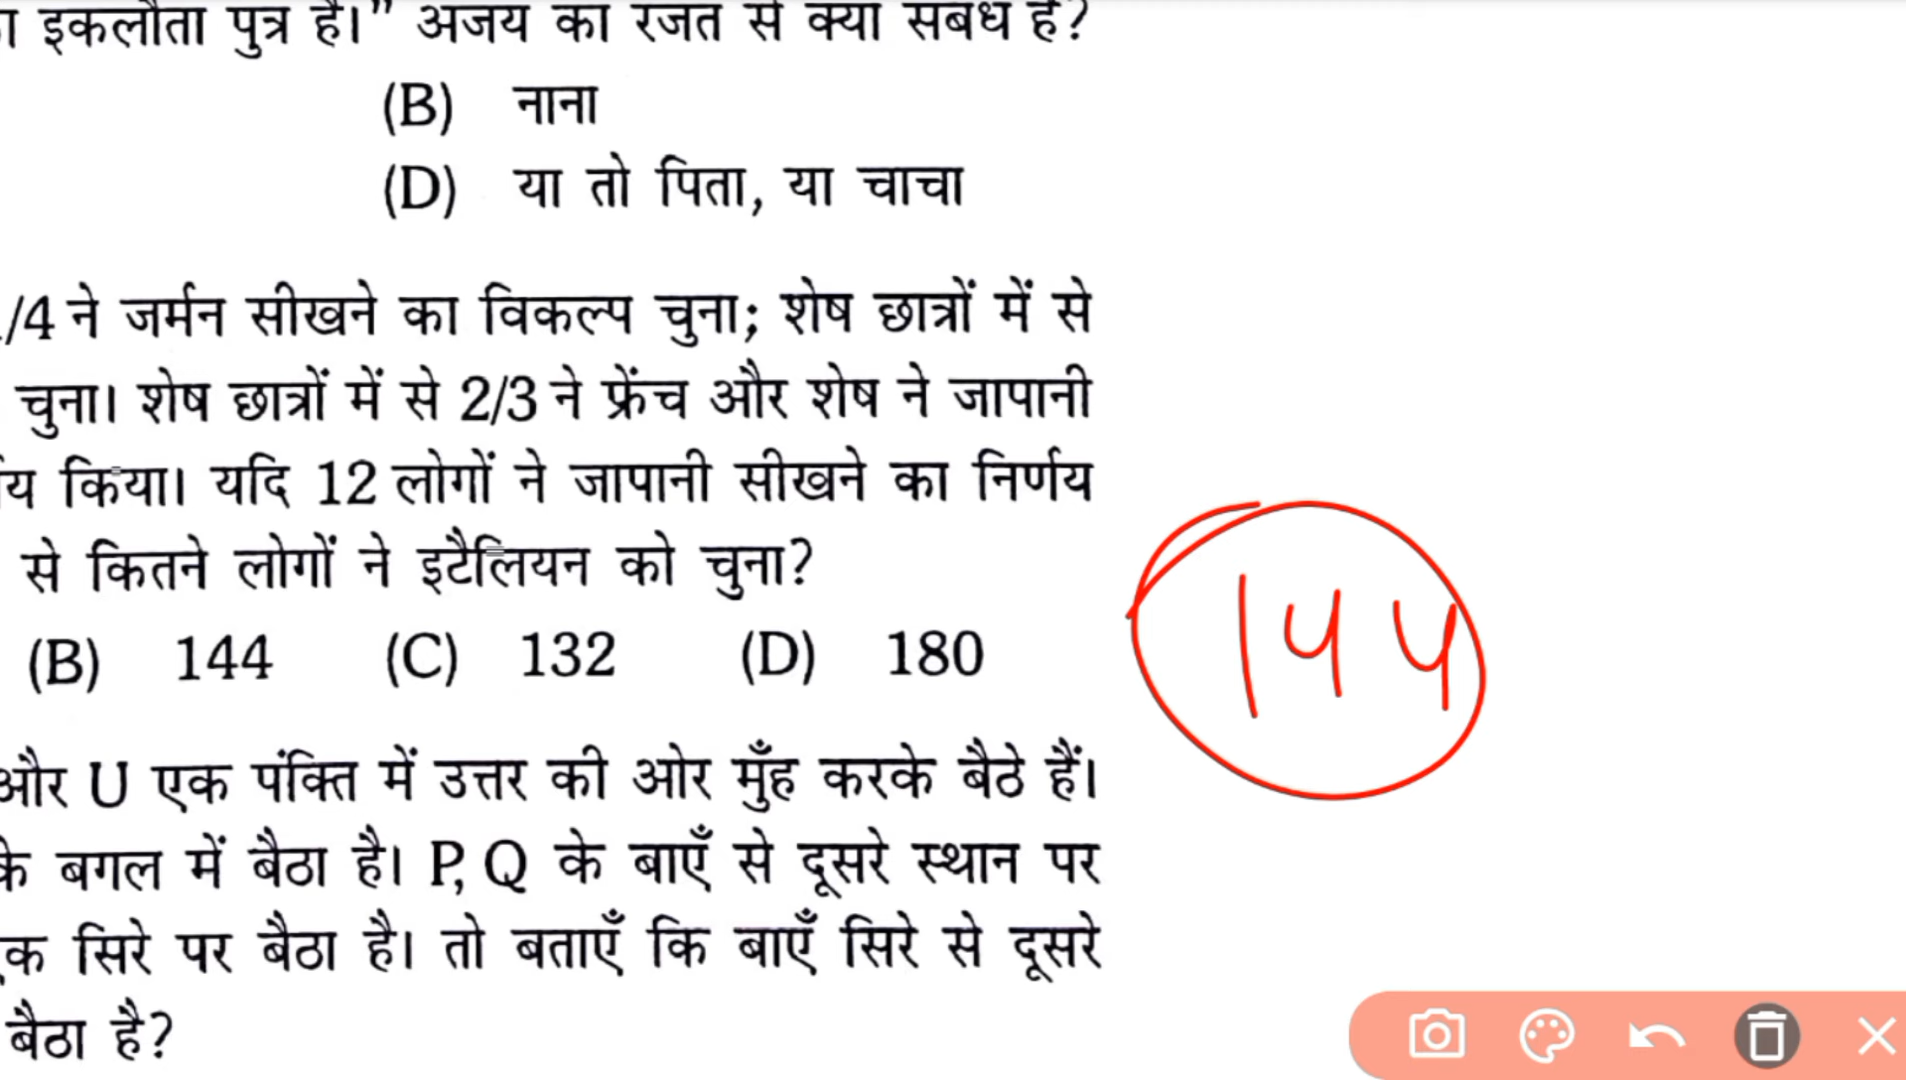 इकलौता पुत्र है।" अजय का रजत से क्या संबंध है?
(B) नाना
(D) या तो पिता, या चाचा
/4 ने जर्मन सीखने का विकल्प चुना; शेष छात्रों में से
चुना। शेष छात्रों में से 2/3 ने फ्रेंच और शेष ने जापानी
किया। यदि 12 लोगों ने जापानी सीखने का निर्णय
से कितने लोगों ने इटैलियन को चुना?
(B) 144 (C) 132 (D) 180
144
और U एक पंक्ति में उत्तर की ओर मुँह करके बैठे हैं।
के बगल में बैठा है। P, Q के बाएँ से दूसरे स्थान पर
सिरे पर बैठा है। तो बताएँ कि बाएँ सिरे से दूसरे
बैठा है?